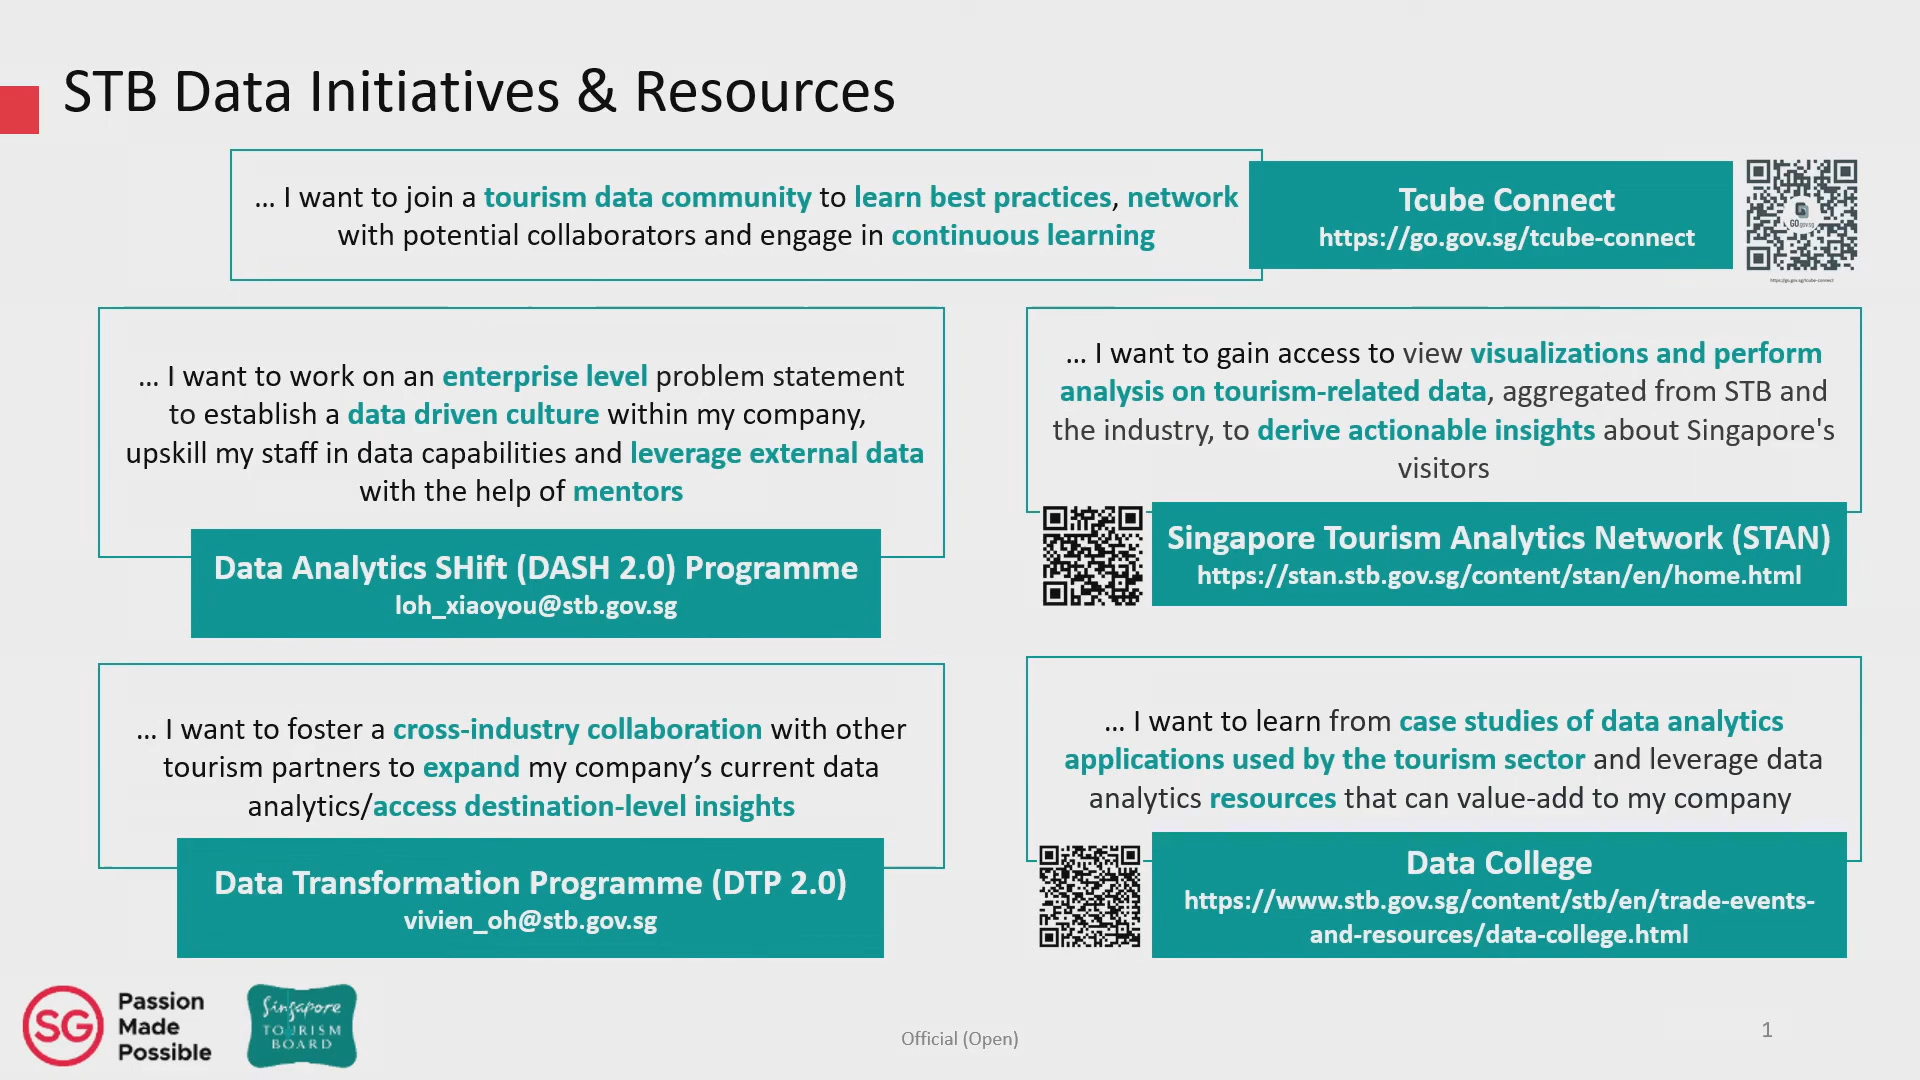 STB Data Initiatives & Resources
... I want to join a tourism data community to learn best practices, network
with potential collaborators and engage in continuous learning
Tcube Connect
https://go.gov.sg/tcube-connect
GO gov.sg
https://go.gov.sg/tcube-connect
... I want to work on an enterprise level problem statement
to establish a data driven culture within my company,
upskill my staff in data capabilities and leverage external data
with the help of mentors
Data Analytics SHift (DASH 2.0) Programme
loh_xiaoyou@stb.gov.sg
... I want to gain access to view visualizations and perform
analysis on tourism-related data, aggregated from STB and
the industry, to derive actionable insights about Singapore's
visitors
Singapore Tourism Analytics Network (STAN)
https://stan.stb.gov.sg/content/stan/en/home.html
... I want to foster a cross-industry collaboration with other
tourism partners to expand my company’s current data
analytics/access destination-level insights
Data Transformation Programme (DTP 2.0)
vivien_oh@stb.gov.sg
... I want to learn from case studies of data analytics
applications used by the tourism sector and leverage data
analytics resources that can value-add to my company
Data College
https://www.stb.gov.sg/content/stb/en/trade-events-
and-resources/data-college.html
SG
Passion
Made
Possible
Singapore
TOURISM
BOARD
Official (Open)
1